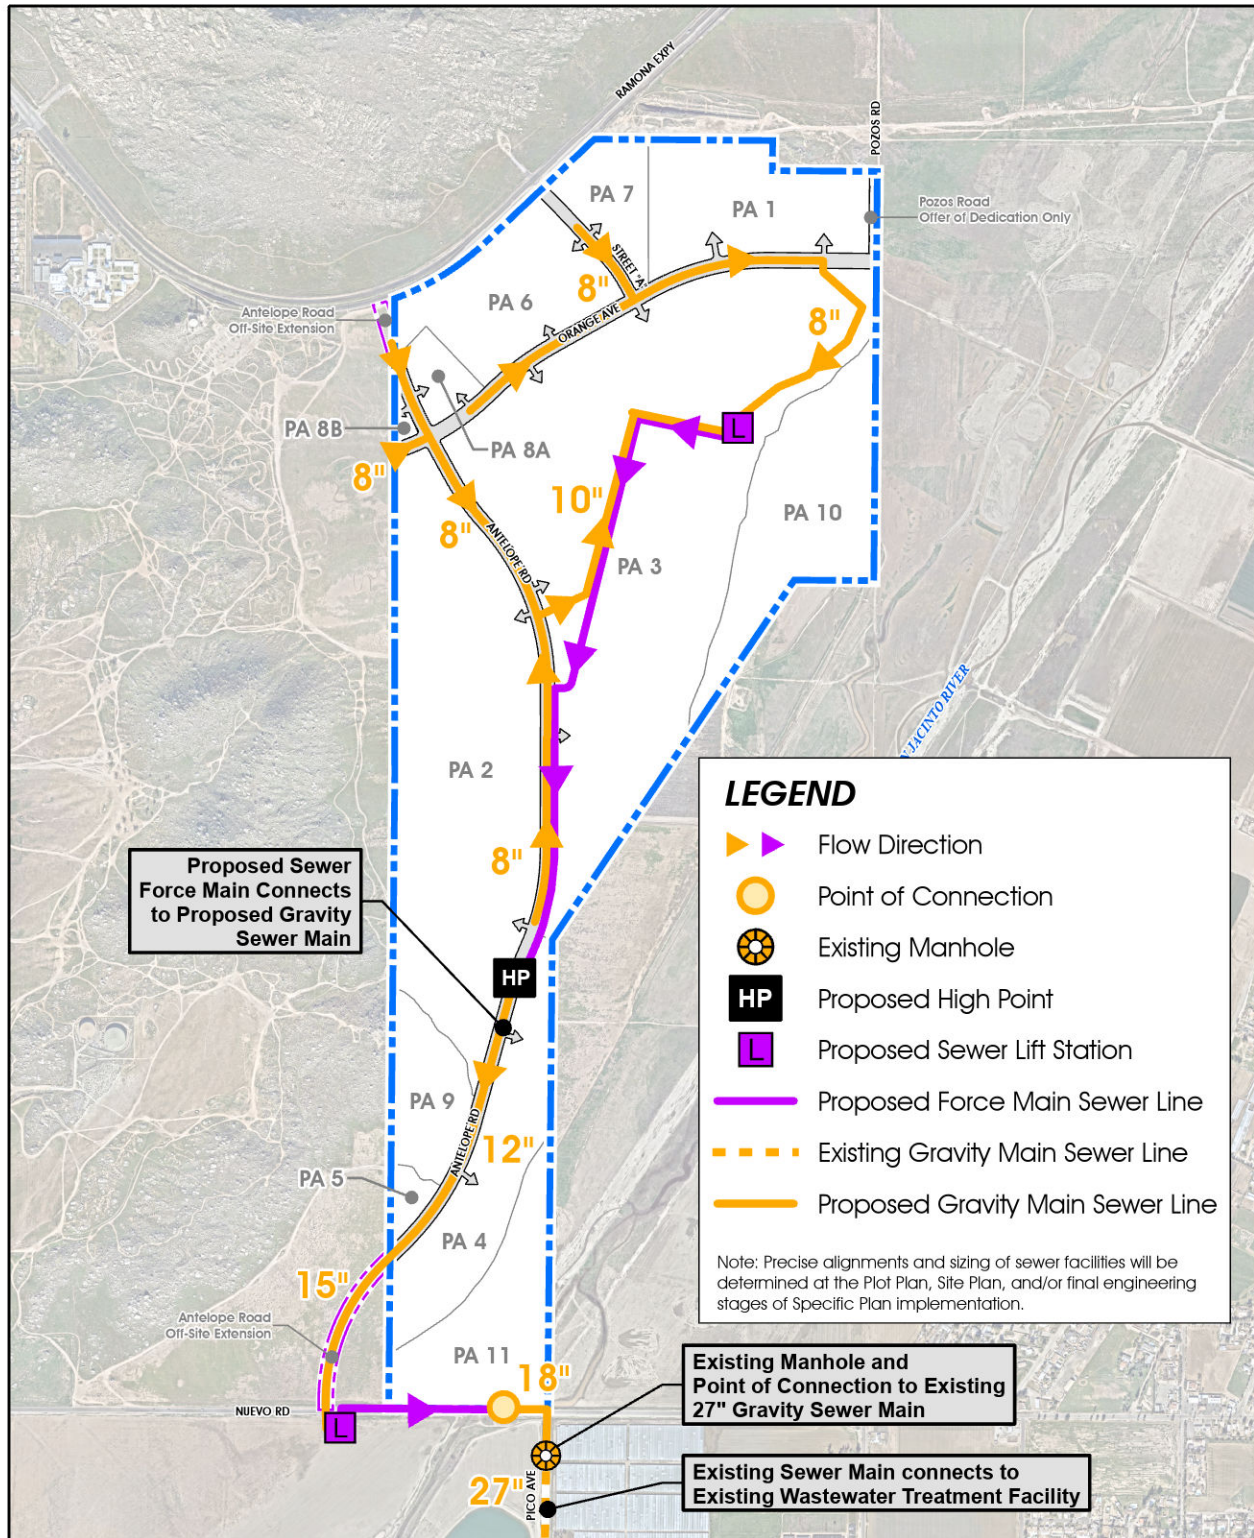 RAMONA EXPY
POZOS RD
PA 7
PA 1
Pozos Road
Offer of Dedication Only
STREET "A"
8"
PA 6
ORANGE AVE
Antelope Road
Off-Site Extension
8"
PA 8B
PA 8A
8"
L
10"
PA 10
8"
ANTELOPE RD
PA 3
JACINTO RIVER
PA 2
8"
Proposed Sewer
Force Main Connects
to Proposed Gravity
Sewer Main
HP
PA 9
ANTELOPE RD
12"
PA 5
PA 4
15"
Antelope Road
Off-Site Extension
PA 11
18"
NUEVO RD
L
PICO AVE
27"
LEGEND
Flow Direction
Point of Connection
Existing Manhole
HP Proposed High Point
L Proposed Sewer Lift Station
Proposed Force Main Sewer Line
Existing Gravity Main Sewer Line
Proposed Gravity Main Sewer Line
Note: Precise alignments and sizing of sewer facilities will be
determined at the Plot Plan, Site Plan, and/or final engineering
stages of Specific Plan implementation.
Existing Manhole and
Point of Connection to Existing
27" Gravity Sewer Main
Existing Sewer Main connects to
Existing Wastewater Treatment Facility